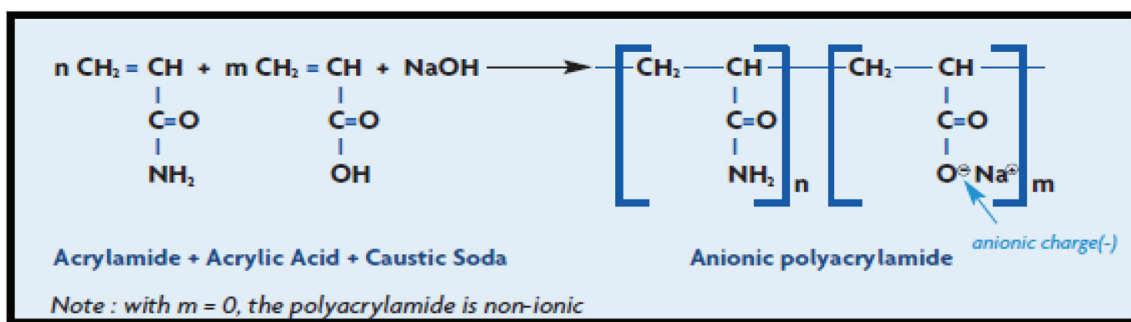 n CH₂ = CH + m CH₂ = CH + NaOH → CH₂ — CH — CH₂ — CH
C=O C=O C=O C=O
NH₂ OH NH₂ n O⊖ Na⊕ m
anionic charge(-)
Acrylamide + Acrylic Acid + Caustic Soda Anionic polyacrylamide
Note : with m = 0, the polyacrylamide is non-ionic